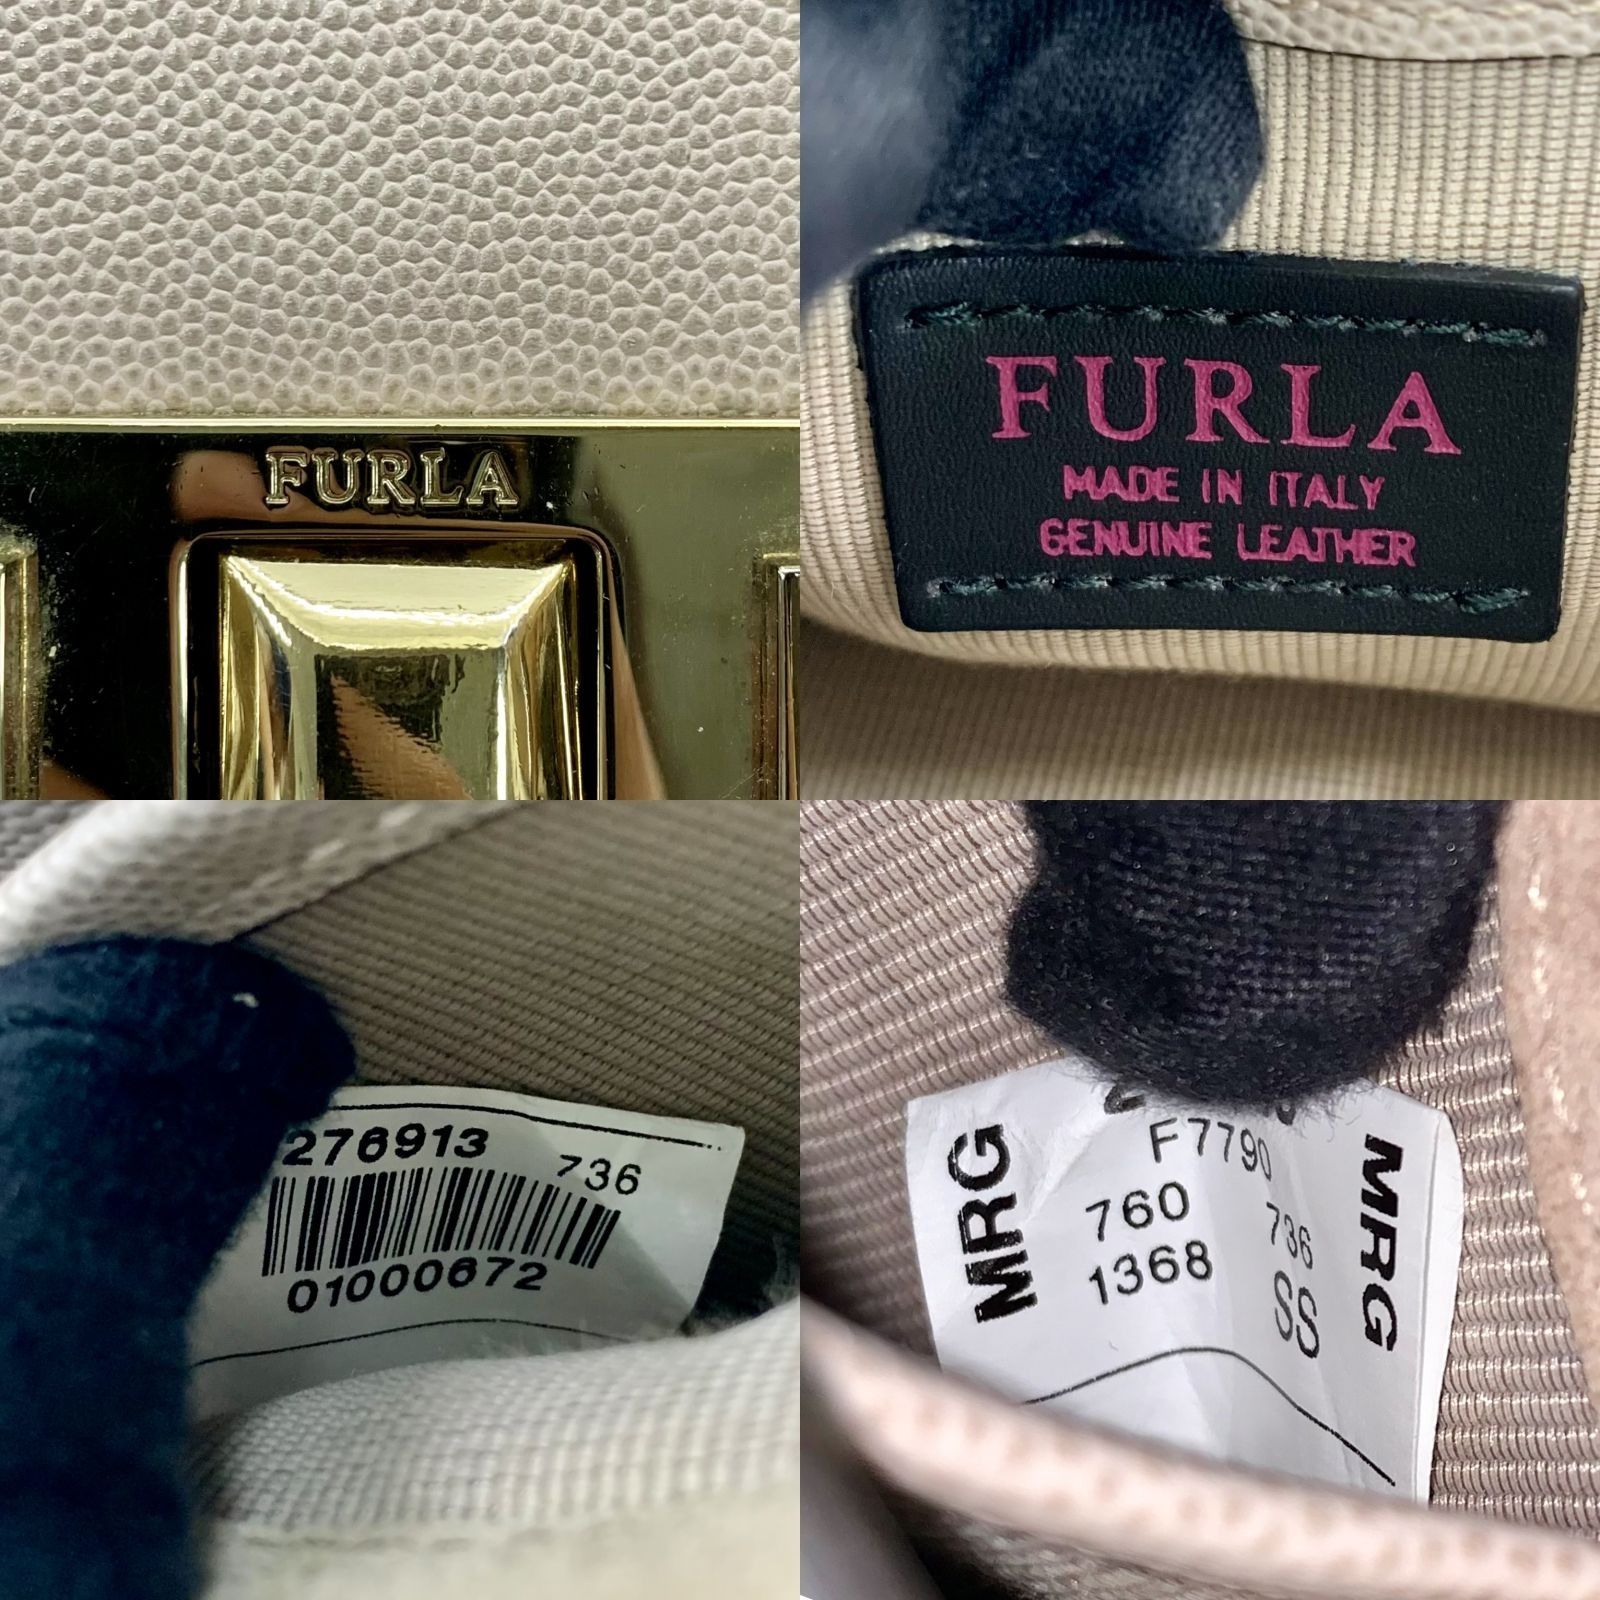 FURLA
FURLA
MADE IN ITALY
GENUINE LEATHER
276913 736
01000672
MRG
F7790
760 736
1368 SS
MRG